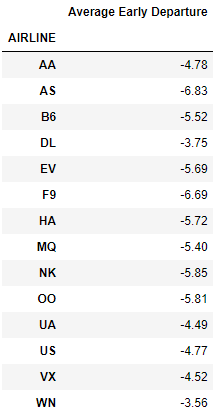 Average Early Departure
AIRLINE
AA -4.78
AS -6.83
B6 -5.52
DL -3.75
EV -5.69
F9 -6.69
HA -5.72
MQ -5.40
NK -5.85
OO -5.81
UA -4.49
US -4.77
VX -4.52
WN -3.56